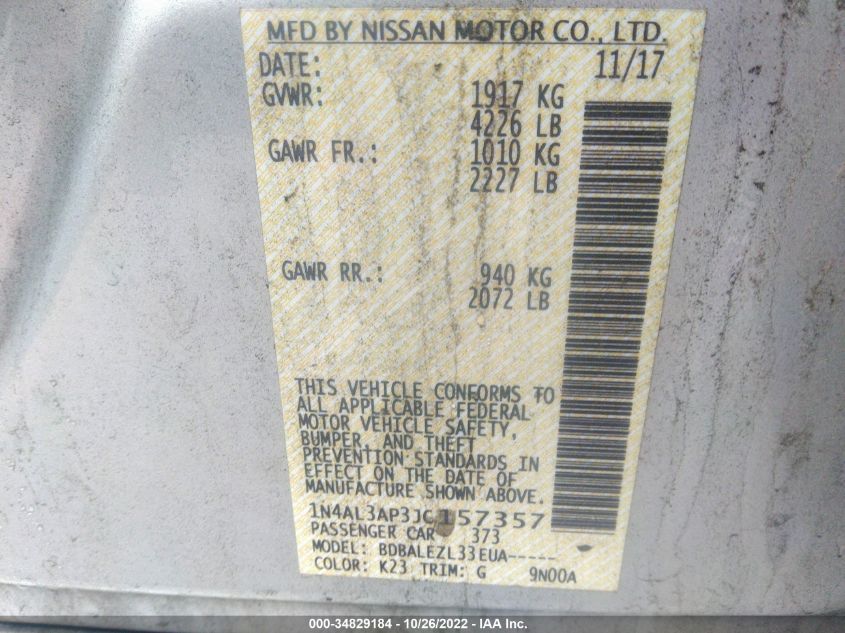 MFD BY NISSAN MOTOR CO., LTD.
DATE: 11/17
GVWR: 1917 KG
4226 LB
GAWR FR.: 1010 KG
2227 LB
GAWR RR.: 940 KG
2072 LB
THIS VEHICLE CONFORMS TO
ALL APPLICABLE FEDERAL
MOTOR VEHICLE SAFETY,
BUMPER, AND THEFT
PREVENTION STANDARDS IN
EFFECT ON THE DATE OF
MANUFACTURE SHOWN ABOVE.
1N4AL3AP3JC157357
PASSENGER CAR 373
MODEL: BDBALEZL33EUA-----
COLOR: K23 TRIM: G 9N00A
000-34829184 - 10/26/2022 - IAA Inc.